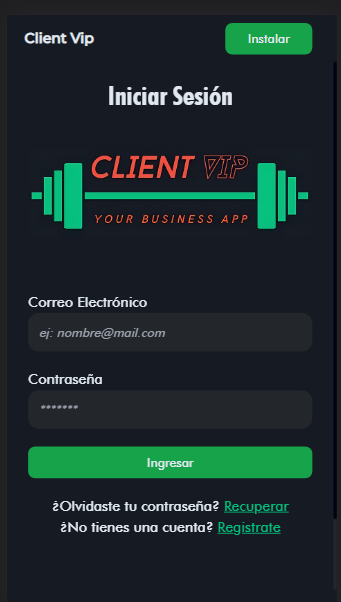 Client Vip
Instalar
Iniciar Sesión
CLIENT VIP
YOUR BUSINESS APP
Correo Electrónico
ej: nombre@mail.com
Contraseña
*******
Ingresar
¿Olvidaste tu contraseña? Recuperar
¿No tienes una cuenta? Registrate